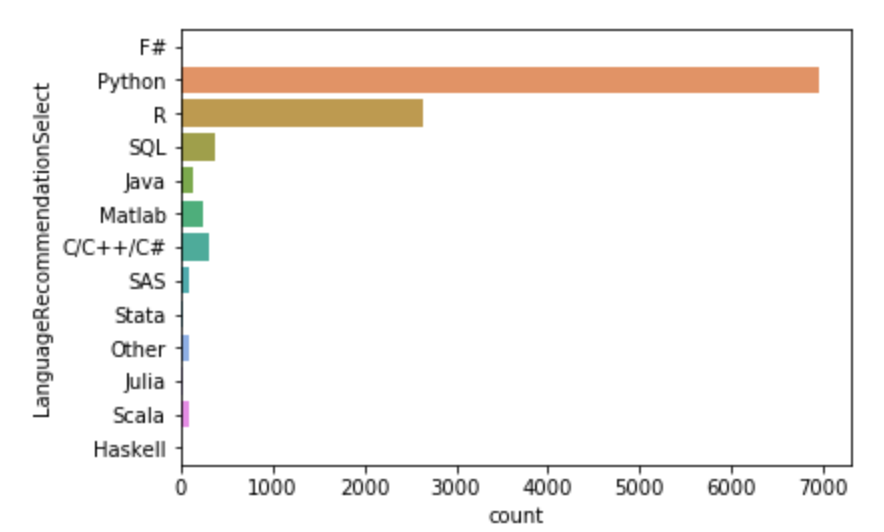 LanguageRecommendationSelect
F#
Python
R
SQL
Java
Matlab
C/C++/C#
SAS
Stata
Other
Julia
Scala
Haskell
0 1000 2000 3000 4000 5000 6000 7000
count